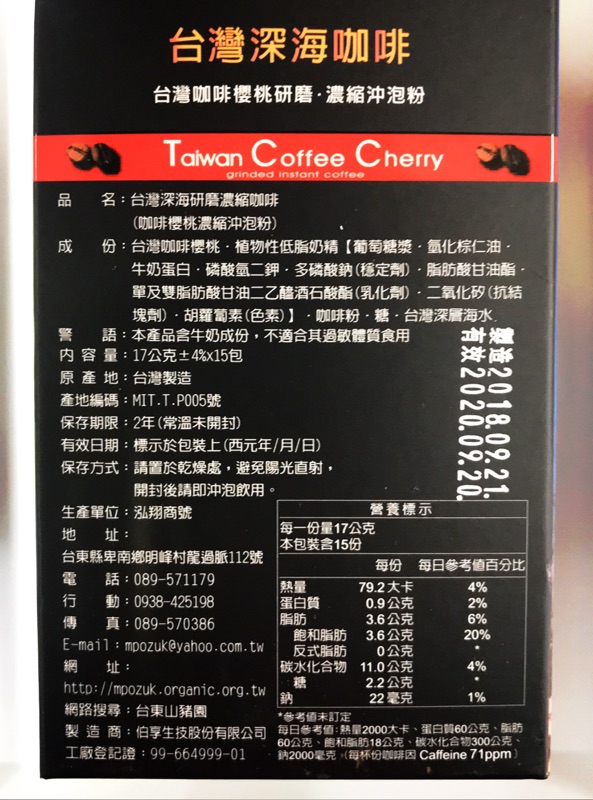 台灣深海咖啡
台灣咖啡櫻桃研磨·濃縮沖泡粉
Taiwan Coffee Cherry
grinded instant coffee
品 名：台灣深海研磨濃縮咖啡
(咖啡櫻桃濃縮沖泡粉)
成 份：台灣咖啡櫻桃·植物性低脂奶精【葡萄糖漿·氫化棕仁油·
牛奶蛋白·磷酸氫二鉀·多磷酸鈉(穩定劑)·脂肪酸甘油酯·
單及雙脂肪酸甘油二乙醯酒石酸酯(乳化劑)·二氧化矽(抗結
塊劑)·胡蘿蔔素(色素)】·咖啡粉·糖·台灣深層海水.
警 語：本產品含牛奶成份，不適合其過敏體質食用
內 容 量：17公克±4%x15包
原 產 地：台灣製造
產地編碼：MIT.T.P005號
保存期限：2年(常溫未開封)
有效日期：標示於包裝上(西元年/月/日)
保存方式：請置於乾燥處，避免陽光直射，
開封後請即沖泡飲用。
製造2018.09.21.
有效2020.09.20.
生產單位：泓翔商號
地 址：
台東縣卑南鄉明峰村龍過脈112號
電 話：089-571179
行 動：0938-425198
傳 真：089-570386
E-mail：mpozuk@yahoo.com.tw
網 址：
http://mpozuk.organic.org.tw
網路搜尋：台東山豬園
製 造 商：伯享生技股份有限公司
工廠登記證：99-664999-01
營養標示
每一份量17公克
本包裝含15份
每份 每日參考值百分比
熱量 79.2大卡 4%
蛋白質 0.9公克 2%
脂肪 3.6公克 6%
飽和脂肪 3.6公克 20%
反式脂肪 0公克 *
碳水化合物 11.0公克 4%
糖 2.2公克 *
鈉 22毫克 1%
*參考值未訂定
每日參考值:熱量2000大卡、蛋白質60公克、脂肪
60公克、飽和脂肪18公克、碳水化合物300公克、
鈉2000毫克 (每杯份咖啡因 Caffeine 71ppm)